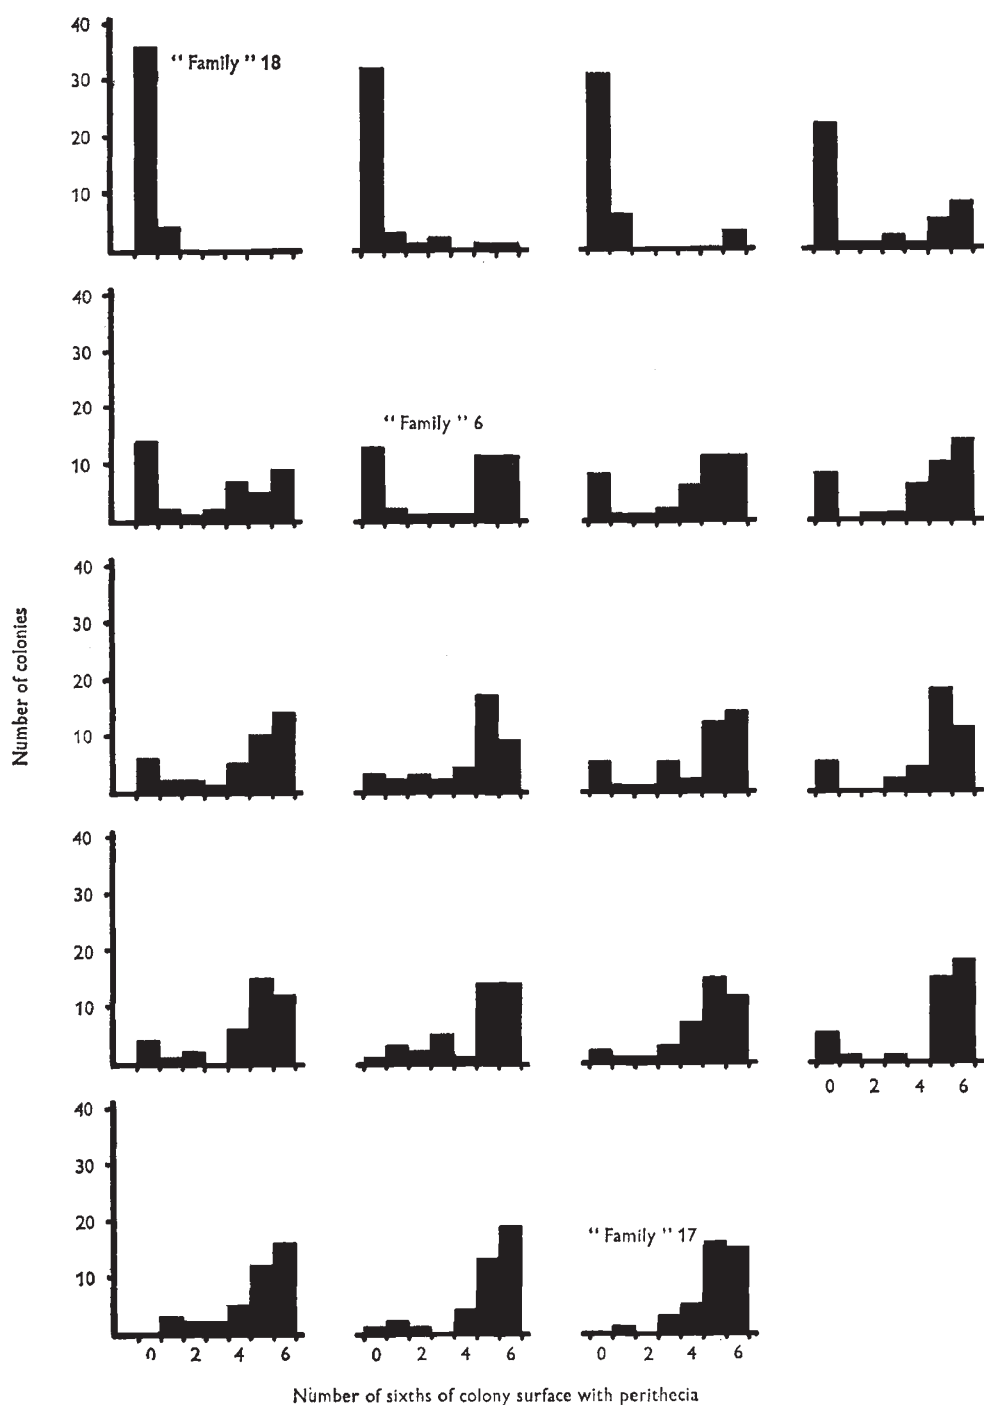 40
30
20
10
“ Family ” 18
40
30
20
10
“ Family ” 6
Number of colonies
40
30
20
10
40
30
20
10
0 2 4 6
40
30
20
10
“ Family ” 17
0 2 4 6
0 2 4 6
0 2 4 6
Number of sixths of colony surface with perithecia